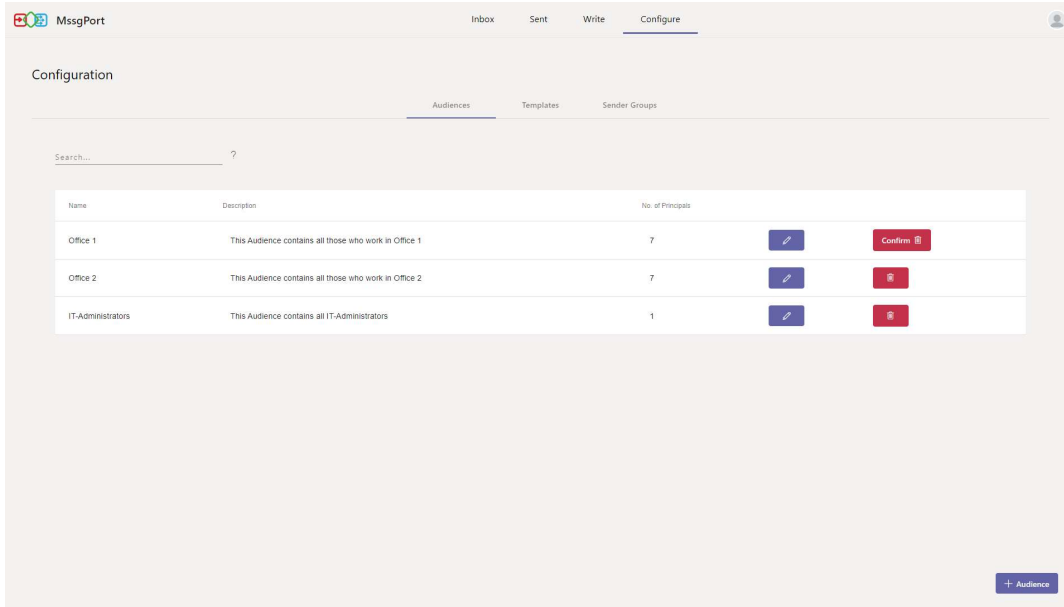 MssgPort Inbox Sent Write Configure
Configuration
Audiences Templates Sender Groups
Search... ?
Name Description No. of Principals
Office 1 This Audience contains all those who work in Office 1 7 Confirm
Office 2 This Audience contains all those who work in Office 2 7
IT-Administrators This Audience contains all IT-Administrators 1
+ Audience